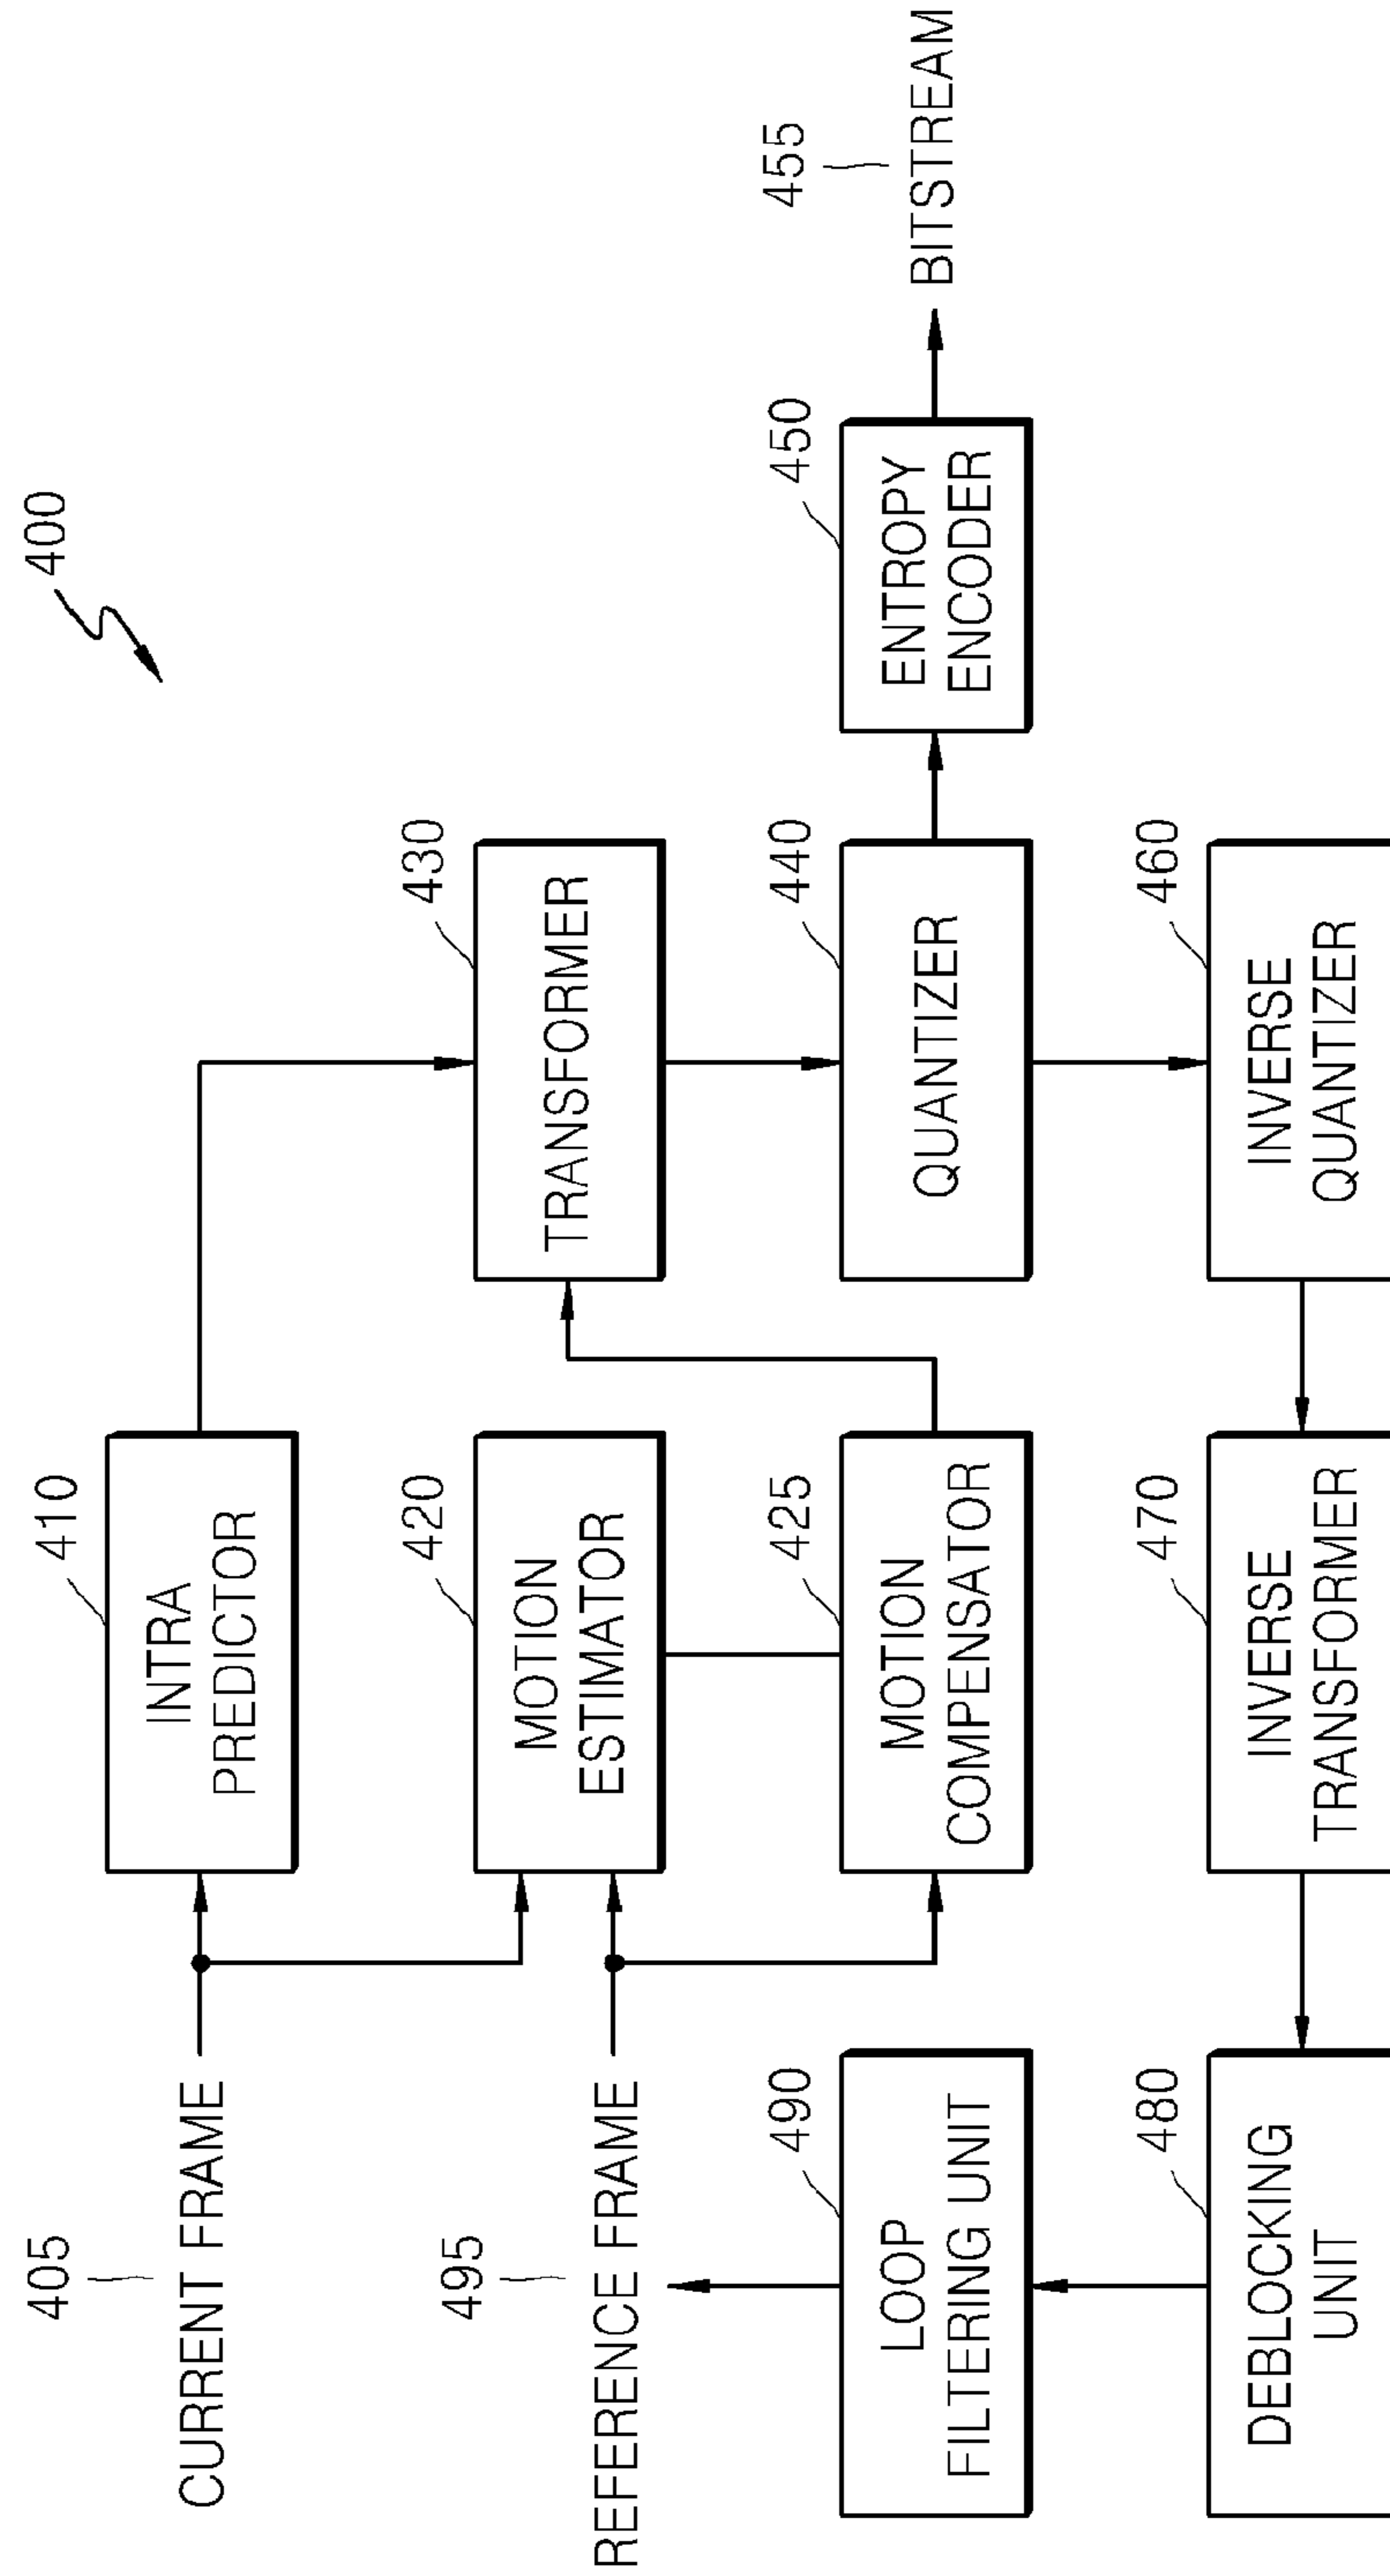 400
405
CURRENT FRAME
410
INTRA
PREDICTOR
495
REFERENCE FRAME
420
MOTION
ESTIMATOR
430
TRANSFORMER
490
LOOP
FILTERING UNIT
425
MOTION
COMPENSATOR
440
QUANTIZER
450
ENTROPY
ENCODER
455
BITSTREAM
480
DEBLOCKING
UNIT
470
INVERSE
TRANSFORMER
460
INVERSE
QUANTIZER